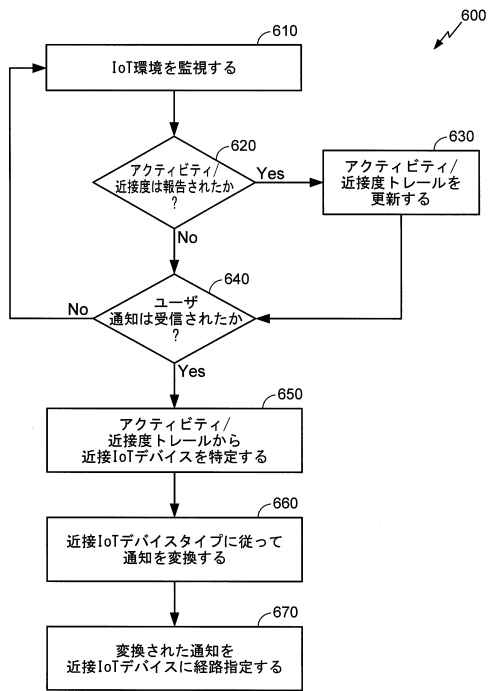 600
610
IoT環境を監視する
620
アクティビティ/
近接度は報告されたか
?
Yes
No
630
アクティビティ/
近接度トレールを
更新する
640
ユーザ
通知は受信されたか
?
No
Yes
650
アクティビティ/
近接度トレールから
近接IoTデバイスを特定する
660
近接IoTデバイスタイプに従って
通知を変換する
670
変換された通知を
近接IoTデバイスに経路指定する